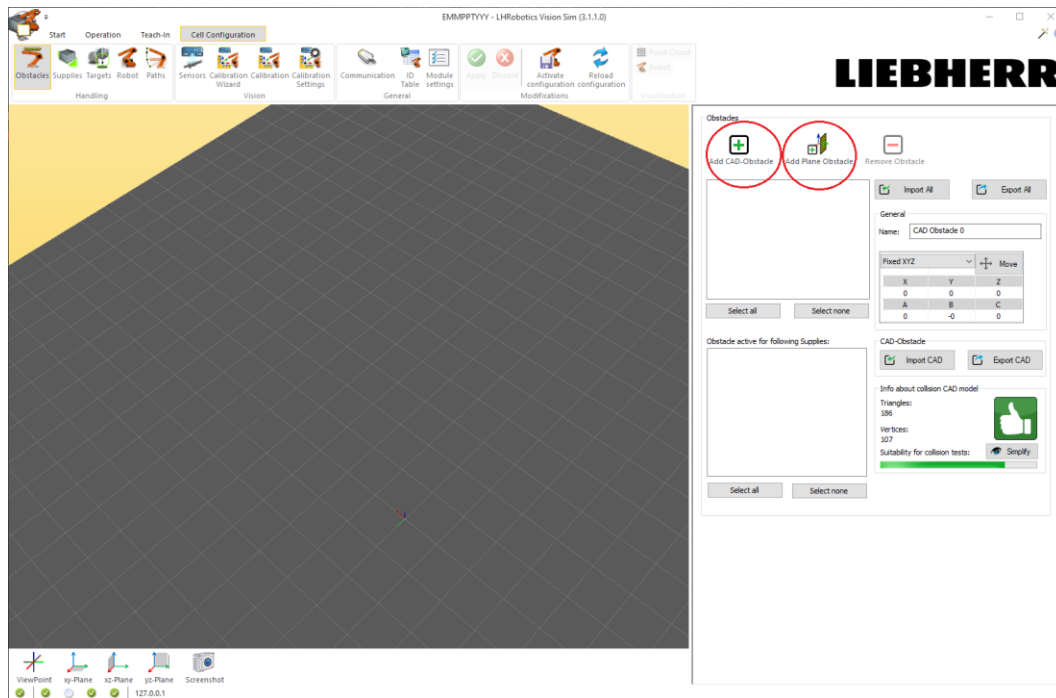 EMMPPTYYY - LHRobotics Vision Sim (3.1.1.0)
Start Operation Teach-In Cell Configuration
Obstacles Supplies Targets Robot Paths
Handling
Sensors Calibration Wizard Calibration Calibration Settings
Vision
Communication ID Table Module settings
General
Apply Discard Activate configuration Reload configuration
Modifications
Point Cloud
Robot
Visualization
LIEBHERR
Obstacles
Add CAD-Obstacle Add Plane Obstacle Remove Obstacle
Import All Export All
General
Name: CAD Obstacle 0
Fixed XYZ Move
X Y Z
0 0 0
A B C
0 -0 0
Select all Select none
Obstacle active for following Supplies:
CAD-Obstacle
Import CAD Export CAD
Info about collision CAD model
Triangles:
186
Vertices:
107
Suitability for collision tests: Simplify
Select all Select none
ViewPoint xy-Plane xz-Plane yz-Plane Screenshot
127.0.0.1